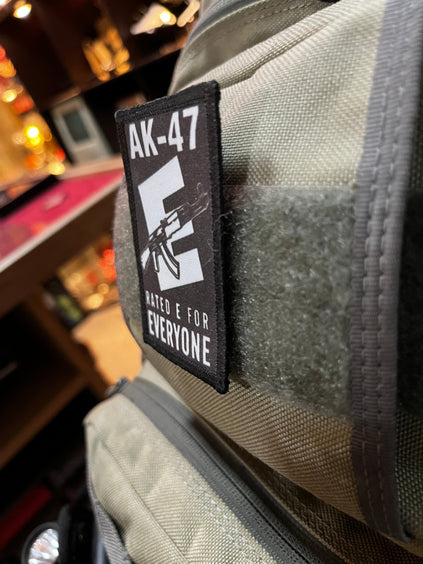 AK-47
E
RATED E FOR
EVERYONE